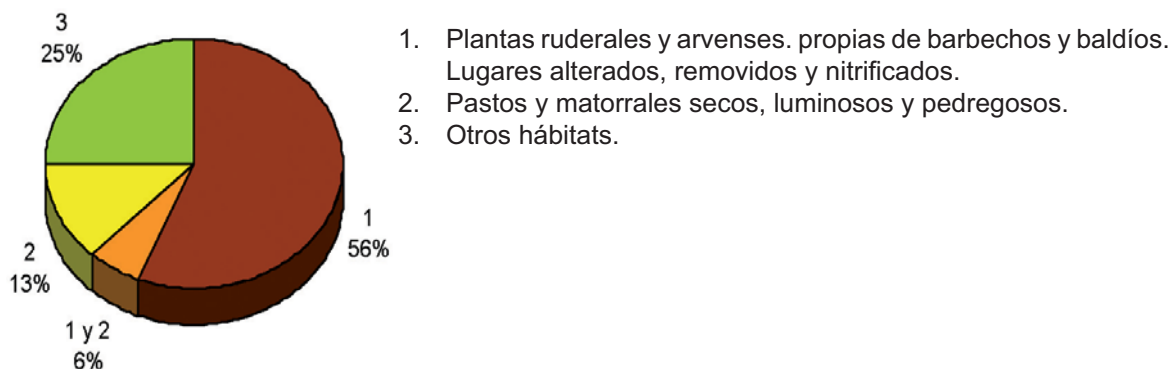 3
25%
1
56%
2
13%
1 y 2
6%
1. Plantas ruderales y arvenses. propias de barbechos y baldíos.
Lugares alterados, removidos y nitrificados.
2. Pastos y matorrales secos, luminosos y pedregosos.
3. Otros hábitats.